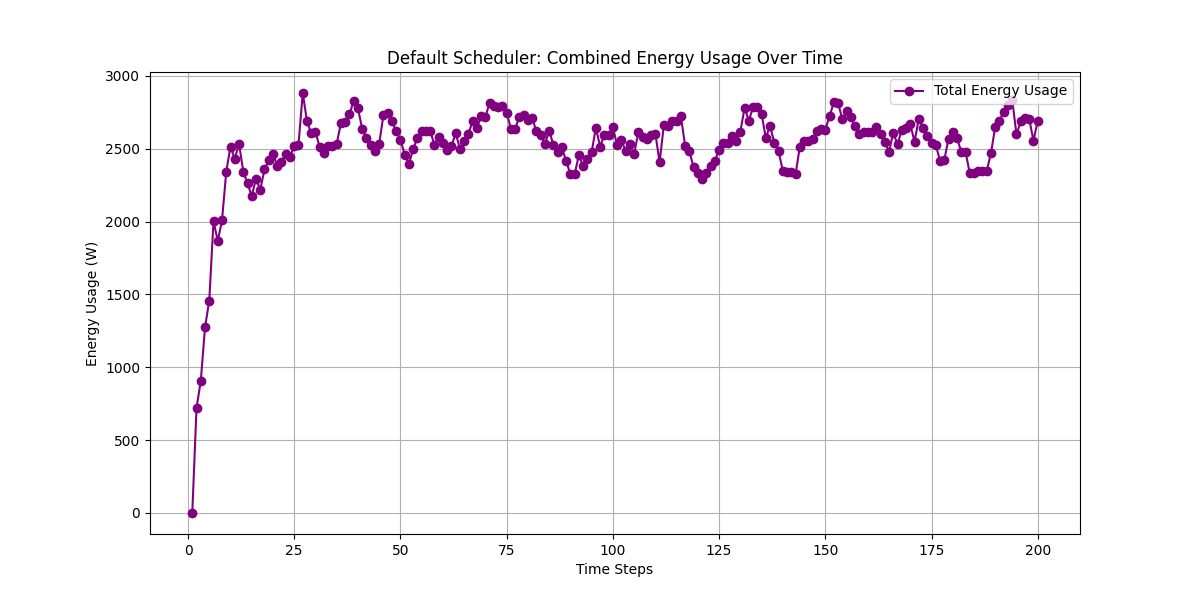 Default Scheduler: Combined Energy Usage Over Time
Total Energy Usage
Energy Usage (W)
3000
2500
2000
1500
1000
500
0
0 25 50 75 100 125 150 175 200
Time Steps